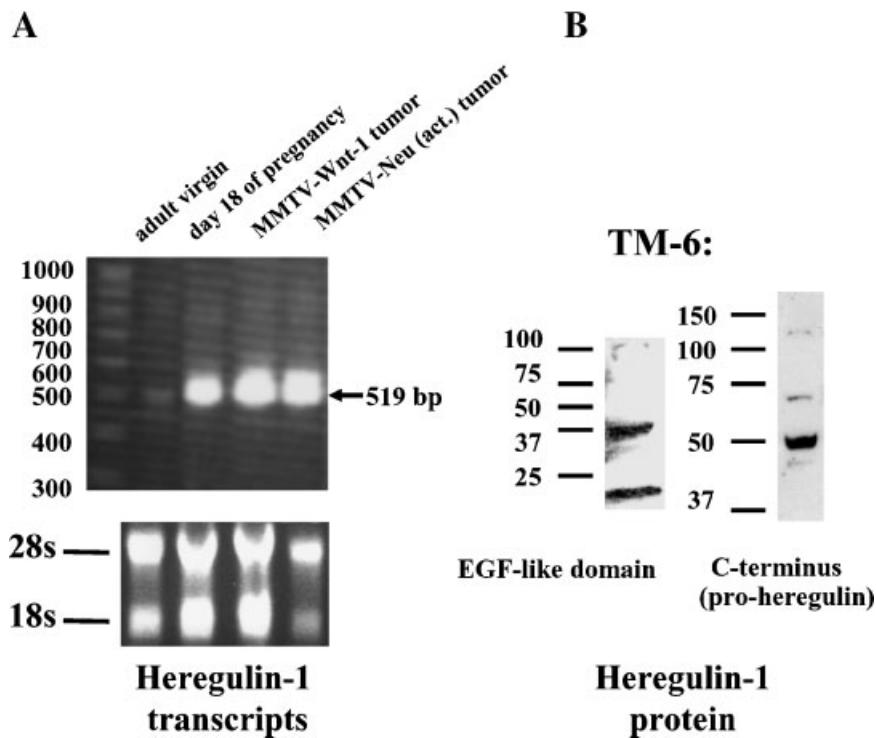 A
adult virgin
day 18 of pregnancy
MMTV-Wnt-1 tumor
MMTV-Neu (act.) tumor
1000
900
800
700
600
500
400
300
519 bp
28s
18s
Heregulin-1
transcripts
B
TM-6:
100
75
50
37
25
EGF-like domain
150
100
75
50
37
C-terminus
(pro-heregulin)
Heregulin-1
protein